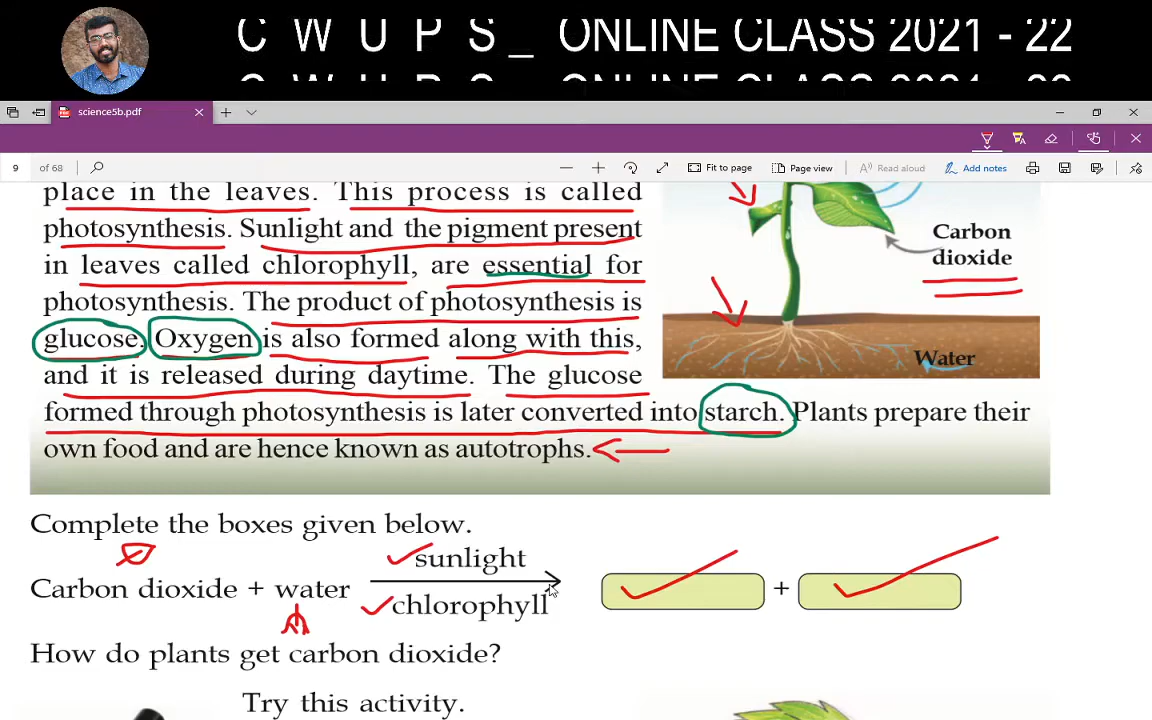 C W U P S _ ONLINE CLASS 2021 - 22
science5b.pdf
9 of 68
Fit to page
Page view
Read aloud
Add notes
place in the leaves. This process is called
photosynthesis. Sunlight and the pigment present
in leaves called chlorophyll, are essential for
photosynthesis. The product of photosynthesis is
glucose. Oxygen is also formed along with this,
and it is released during daytime. The glucose
formed through photosynthesis is later converted into starch. Plants prepare their
own food and are hence known as autotrophs.
Carbon
dioxide
Water
Complete the boxes given below.
sunlight
Carbon dioxide + water
chlorophyll
+
How do plants get carbon dioxide?
Try this activity.